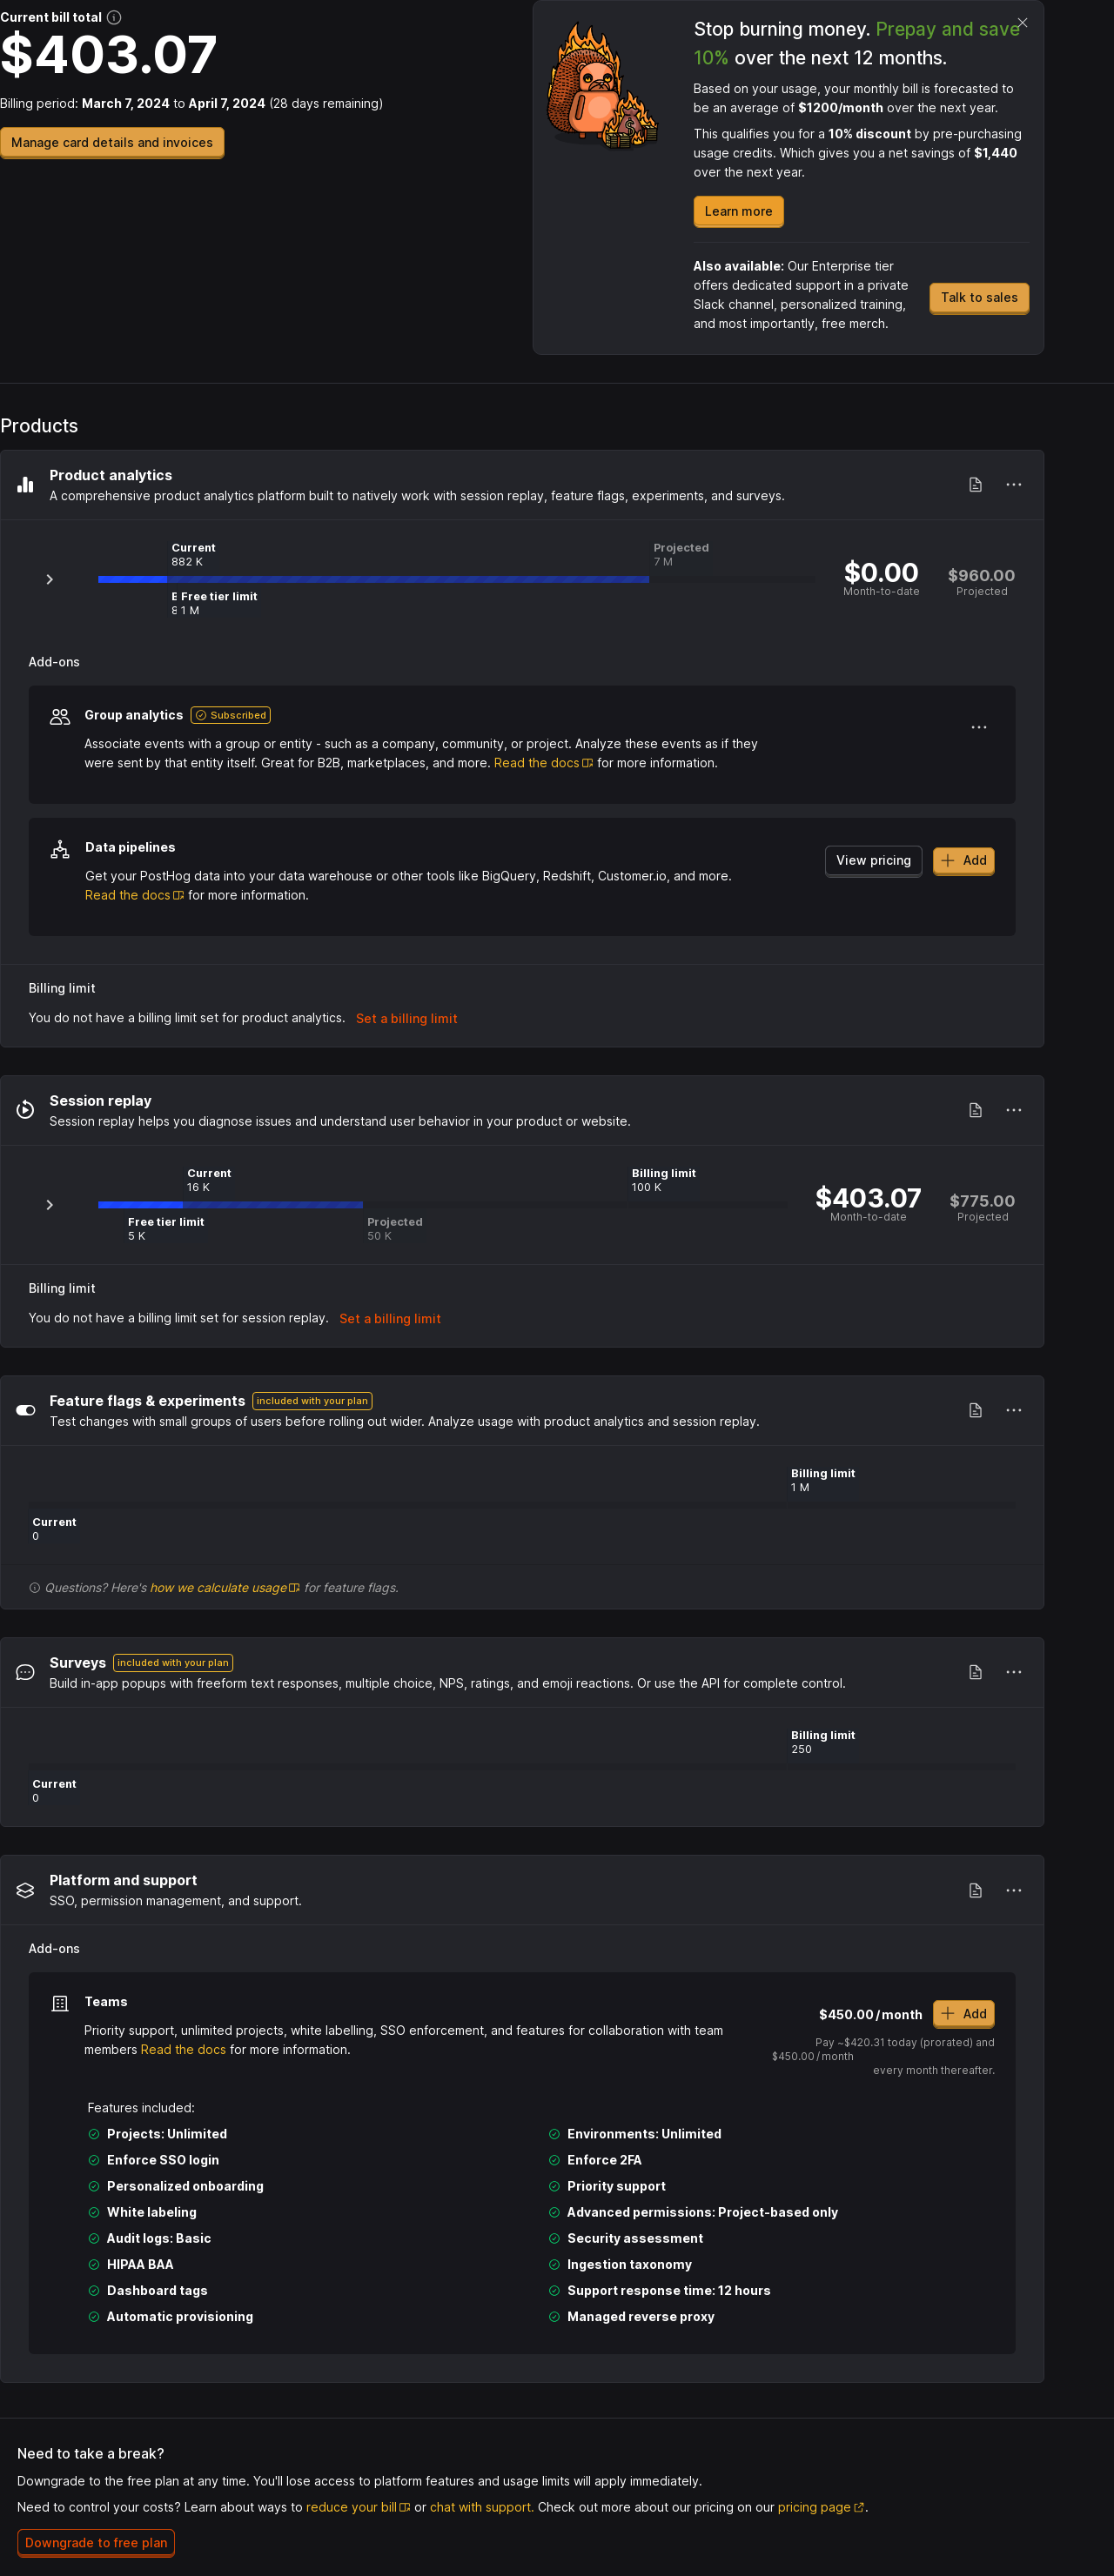 Current bill total
$403.07
Billing period: March 7, 2024 to April 7, 2024 (28 days remaining)
Manage card details and invoices
Stop burning money. Prepay and save
10% over the next 12 months.
Based on your usage, your monthly bill is forecasted to
be an average of $1200/month over the next year.
This qualifies you for a 10% discount by pre-purchasing
usage credits. Which gives you a net savings of $1,440
over the next year.
Learn more
Also available: Our Enterprise tier
offers dedicated support in a private
Slack channel, personalized training,
and most importantly, free merch.
Talk to sales
Products
Product analytics
A comprehensive product analytics platform built to natively work with session replay, feature flags, experiments, and surveys.
Current
882 K
Projected
7 M
Free tier limit
1 M
$0.00
Month-to-date
$960.00
Projected
Add-ons
Group analytics Subscribed
Associate events with a group or entity - such as a company, community, or project. Analyze these events as if they
were sent by that entity itself. Great for B2B, marketplaces, and more. Read the docs for more information.
Data pipelines
Get your PostHog data into your data warehouse or other tools like BigQuery, Redshift, Customer.io, and more.
Read the docs for more information.
View pricing
Add
Billing limit
You do not have a billing limit set for product analytics. Set a billing limit
Session replay
Session replay helps you diagnose issues and understand user behavior in your product or website.
Current
16 K
Billing limit
100 K
Free tier limit
5 K
Projected
50 K
$403.07
Month-to-date
$775.00
Projected
Billing limit
You do not have a billing limit set for session replay. Set a billing limit
Feature flags & experiments included with your plan
Test changes with small groups of users before rolling out wider. Analyze usage with product analytics and session replay.
Billing limit
1 M
Current
0
Questions? Here's how we calculate usage for feature flags.
Surveys included with your plan
Build in-app popups with freeform text responses, multiple choice, NPS, ratings, and emoji reactions. Or use the API for complete control.
Billing limit
250
Current
0
Platform and support
SSO, permission management, and support.
Add-ons
Teams
Priority support, unlimited projects, white labelling, SSO enforcement, and features for collaboration with team
members Read the docs for more information.
$450.00/month
Add
Pay ~$420.31 today (prorated) and
$450.00/month
every month thereafter.
Features included:
Projects: Unlimited
Environments: Unlimited
Enforce SSO login
Enforce 2FA
Personalized onboarding
Priority support
White labeling
Advanced permissions: Project-based only
Audit logs: Basic
Security assessment
HIPAA BAA
Ingestion taxonomy
Dashboard tags
Support response time: 12 hours
Automatic provisioning
Managed reverse proxy
Need to take a break?
Downgrade to the free plan at any time. You'll lose access to platform features and usage limits will apply immediately.
Need to control your costs? Learn about ways to reduce your bill or chat with support. Check out more about our pricing on our pricing page.
Downgrade to free plan